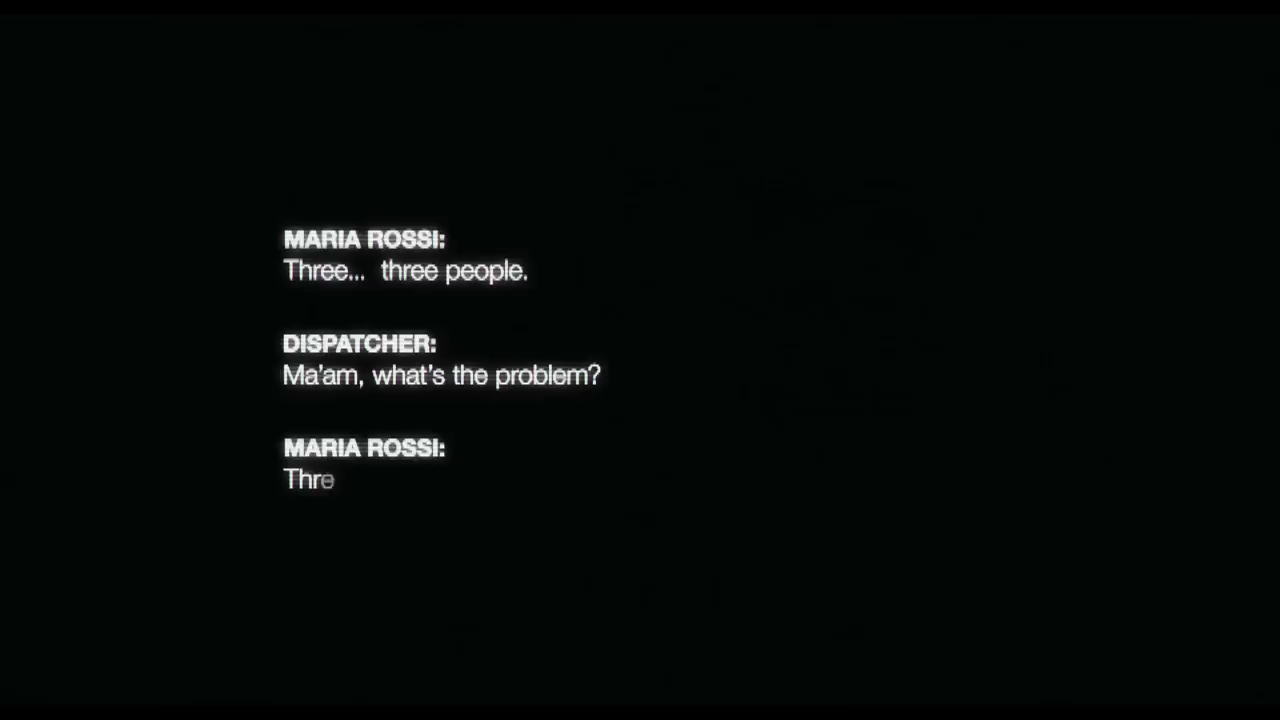 MARIA ROSSI:
Three... three people.
DISPATCHER:
Ma'am, what's the problem?
MARIA ROSSI:
Thre